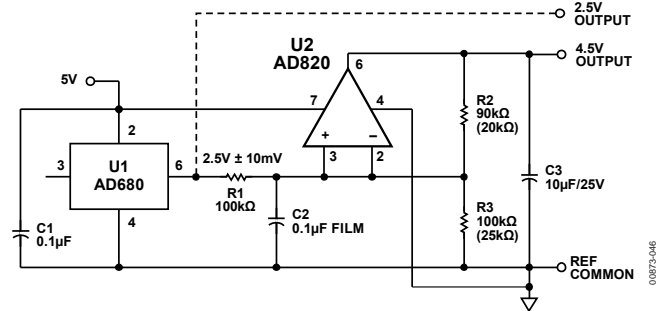 2.5V
OUTPUT
U2
AD820
4.5V
OUTPUT
6
5V
7
4
R2
90kΩ
(20kΩ)
2
+
–
3
U1
AD680
6
2.5V ± 10mV
3
2
R1
100kΩ
C3
10µF/25V
C1
0.1µF
4
C2
0.1µF FILM
R3
100kΩ
(25kΩ)
REF
COMMON
00873-046